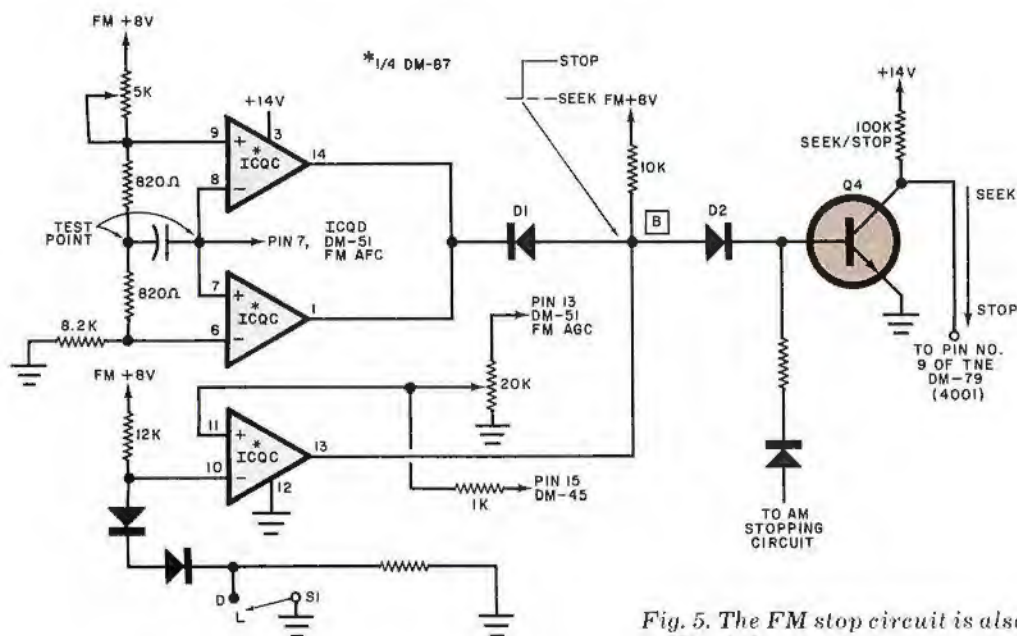 FM +8V
5K
*1/4 DM-87
STOP
SEEK
FM+8V
+14V
100K
SEEK/STOP
+14V
3
9
+
*
ICQC
14
8
−
820Ω
10K
Q4
SEEK
TEST
POINT
PIN 7,
ICQD
DM-51
FM AFC
D1
B
D2
820Ω
7
+
*
ICQC
1
6
−
PIN 13
DM-51
FM AGC
8.2K
STOP
TO PIN NO.
9 OF TNE
DM-79
(4001)
FM +8V
20K
12K
11
+
*
ICQC
13
10
−
12
1K
PIN 15
DM-45
TO AM
STOPPING
CIRCUIT
D
L
S1
Fig. 5. The FM stop circuit is also